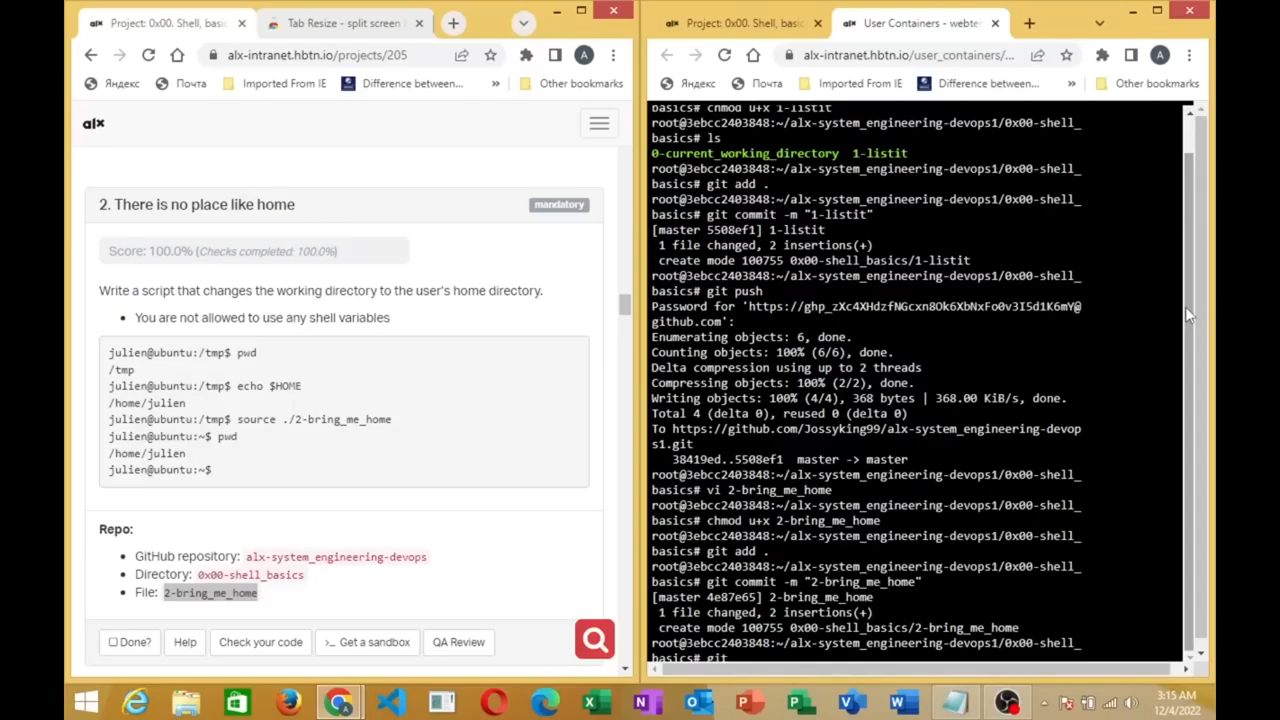 Project: 0x00. Shell, basi
Tab Resize - split screen
alx-intranet.hbtn.io/projects/205
A
Яндекс
Почта
Imported From IE
Difference between...
»
Other bookmarks
alx
2. There is no place like home
mandatory
Score: 100.0% (Checks completed: 100.0%)
Write a script that changes the working directory to the user's home directory.
• You are not allowed to use any shell variables
julien@ubuntu:/tmp$ pwd
/tmp
julien@ubuntu:/tmp$ echo $HOME
/home/julien
julien@ubuntu:/tmp$ source ./2-bring_me_home
julien@ubuntu:~$ pwd
/home/julien
julien@ubuntu:~$
Repo:
• GitHub repository: alx-system_engineering-devops
• Directory: 0x00-shell_basics
• File: 2-bring_me_home
Done?
Help
Check your code
>_ Get a sandbox
QA Review
Project: 0x00. Shell, basic
User Containers - webter
alx-intranet.hbtn.io/user_containers/...
A
Яндекс
Почта
Imported From IE
Difference between...
»
Other bookmarks
basics# chmod u+x 1-listit
root@3ebcc2403848:~/alx-system_engineering-devops1/0x00-shell_
basics# ls
0-current_working_directory 1-listit
root@3ebcc2403848:~/alx-system_engineering-devops1/0x00-shell_
basics# git add .
root@3ebcc2403848:~/alx-system_engineering-devops1/0x00-shell_
basics# git commit -m "1-listit"
[master 5508ef1] 1-listit
1 file changed, 2 insertions(+)
create mode 100755 0x00-shell_basics/1-listit
root@3ebcc2403848:~/alx-system_engineering-devops1/0x00-shell_
basics# git push
Password for 'https://ghp_zXc4XHdzfNGcxn8Ok6XbNxFo0v3I5d1K6mY@
github.com':
Enumerating objects: 6, done.
Counting objects: 100% (6/6), done.
Delta compression using up to 2 threads
Compressing objects: 100% (2/2), done.
Writing objects: 100% (4/4), 368 bytes | 368.00 KiB/s, done.
Total 4 (delta 0), reused 0 (delta 0)
To https://github.com/Jossyking99/alx-system_engineering-devop
s1.git
38419ed..5508ef1 master -> master
root@3ebcc2403848:~/alx-system_engineering-devops1/0x00-shell_
basics# vi 2-bring_me_home
root@3ebcc2403848:~/alx-system_engineering-devops1/0x00-shell_
basics# chmod u+x 2-bring_me_home
root@3ebcc2403848:~/alx-system_engineering-devops1/0x00-shell_
basics# git add .
root@3ebcc2403848:~/alx-system_engineering-devops1/0x00-shell_
basics# git commit -m "2-bring_me_home"
[master 4e87e65] 2-bring_me_home
1 file changed, 2 insertions(+)
create mode 100755 0x00-shell_basics/2-bring_me_home
root@3ebcc2403848:~/alx-system_engineering-devops1/0x00-shell_
basics# git
3:15 AM
12/4/2022